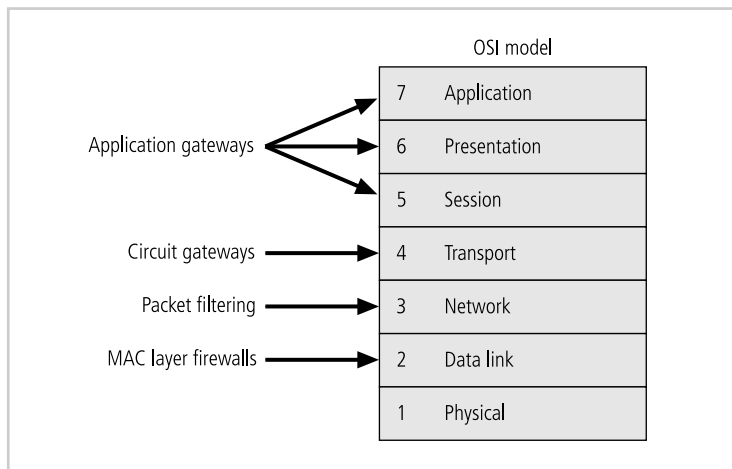 OSI model
7 Application
Application gateways
6 Presentation
5 Session
Circuit gateways
4 Transport
Packet filtering
3 Network
MAC layer firewalls
2 Data link
1 Physical